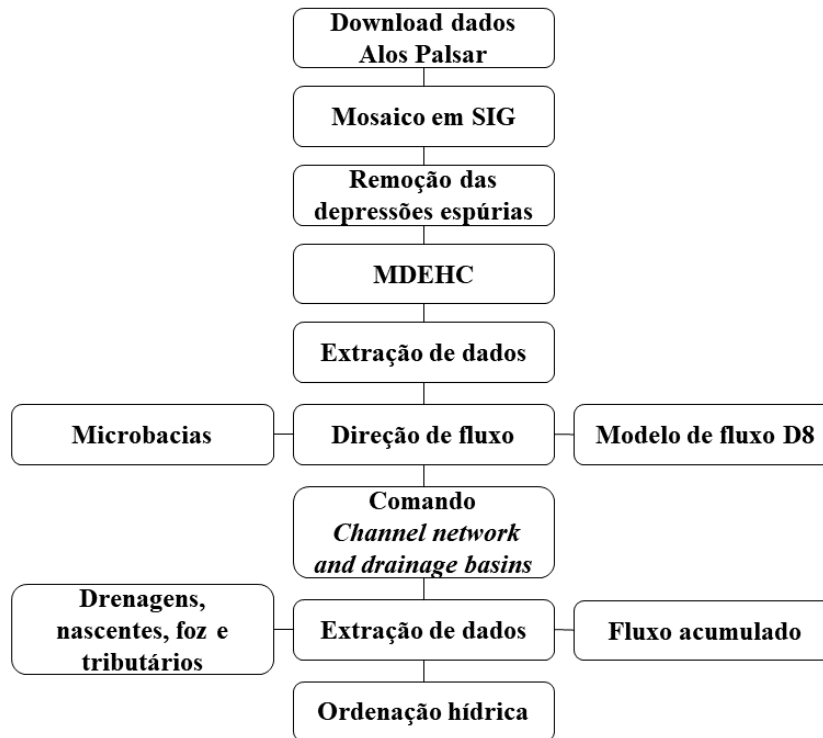 Download dados
Alos Palsar
Mosaico em SIG
Remoção das
depressões espúrias
MDEHC
Extração de dados
Microbacias
Direção de fluxo
Modelo de fluxo D8
Comando
Channel network
and drainage basins
Drenagens,
nascentes, foz e
tributários
Extração de dados
Fluxo acumulado
Ordenação hídrica